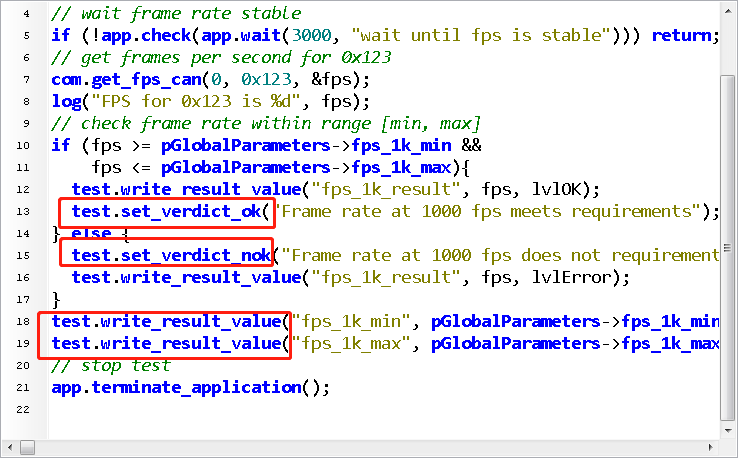 4 // wait frame rate stable
5 if (!app.check(app.wait(3000, "wait until fps is stable"))) return;
6 // get frames per second for 0x123
7 com.get_fps_can(0, 0x123, &fps);
8 log("FPS for 0x123 is %d", fps);
9 // check frame rate within range [min, max]
10 if (fps >= pGlobalParameters->fps_1k_min &&
11 fps <= pGlobalParameters->fps_1k_max){
12 test.write_result_value("fps_1k_result", fps, lvlOK);
13 test.set_verdict_ok("Frame rate at 1000 fps meets requirements");
14 } else {
15 test.set_verdict_nok("Frame rate at 1000 fps does not requirement
16 test.write_result_value("fps_1k_result", fps, lvlError);
17 }
18 test.write_result_value("fps_1k_min", pGlobalParameters->fps_1k_min
19 test.write_result_value("fps_1k_max", pGlobalParameters->fps_1k_max
20 // stop test
21 app.terminate_application();
22